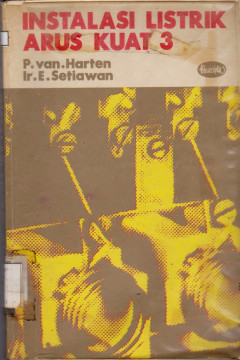 INSTALASI LISTRIK
ARUS KUAT 3
P. van. Harten
Ir. E. Setiawan